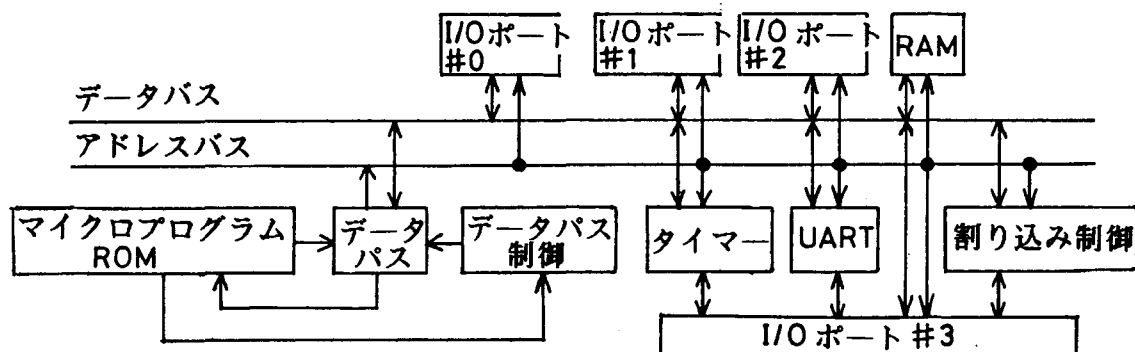 I/Oポート
#0
I/Oポート
#1
I/Oポート
#2
RAM
データバス
アドレスバス
マイクロプログラム
ROM
データ
パス
データパス
制御
タイマー
UART
割り込み制御
I/Oポート #3